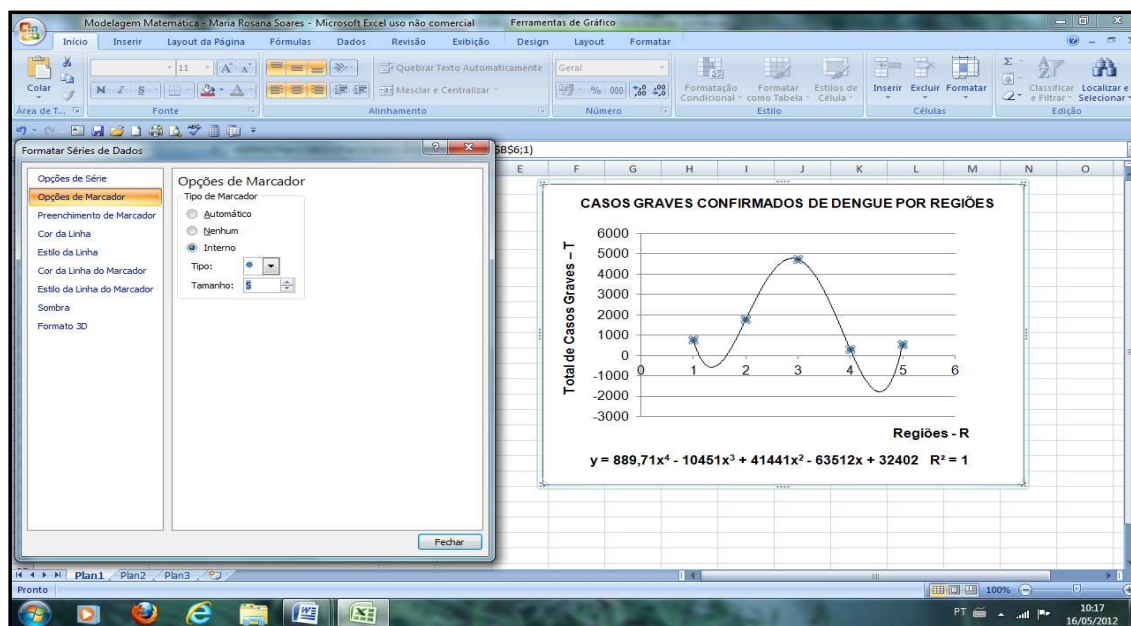 Modelagem Matemática - Maria Rosana Soares - Microsoft Excel uso não comercial
Ferramentas de Gráfico
Início Inserir Layout da Página Fórmulas Dados Revisão Exibição Design Layout Formatar
Colar
11
Quebrar Texto Automaticamente
Geral
N I S
Mesclar e Centralizar
% 000
Formatação Condicional
Formatar como Tabela
Estilos de Célula
Inserir Excluir Formatar
Classificar e Filtrar
Localizar e Selecionar
Área de T... Fonte Alinhamento Número Estilo Células Edição
Formatar Séries de Dados
$B$6;1)
E F G H I J K L M N O
Opções de Série
Opções de Marcador
Preenchimento de Marcador
Cor da Linha
Estilo da Linha
Cor da Linha do Marcador
Estilo da Linha do Marcador
Sombra
Formato 3D
Opções de Marcador
Tipo de Marcador
Automático
Nenhum
Interno
Tipo:
Tamanho: 5
Fechar
CASOS GRAVES CONFIRMADOS DE DENGUE POR REGIÕES
Total de Casos Graves – T
6000
5000
4000
3000
2000
1000
0
-1000
-2000
-3000
0 1 2 3 4 5 6
Regiões - R
y = 889,71x⁴ - 10451x³ + 41441x² - 63512x + 32402 R² = 1
Plan1 Plan2 Plan3
Pronto
100%
PT
10:17
16/05/2012